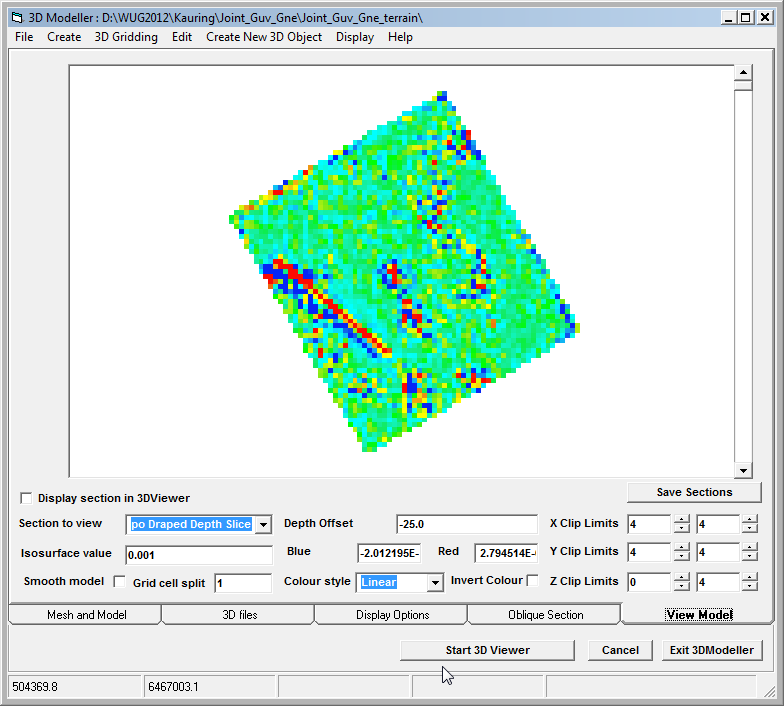 3D Modeller : D:\WUG2012\Kauring\Joint_Guv_Gne\Joint_Guv_Gne_terrain\
File Create 3D Gridding Edit Create New 3D Object Display Help
Save Sections
Display section in 3DViewer
Section to view po Draped Depth Slice Depth Offset -25.0 X Clip Limits 4 4
Isosurface value 0.001 Blue -2.012195E- Red 2.794514E- Y Clip Limits 4 4
Smooth model Grid cell split 1 Colour style Linear Invert Colour Z Clip Limits 0 4
Mesh and Model 3D files Display Options Oblique Section View Model
Start 3D Viewer Cancel Exit 3DModeller
504369.8 6467003.1